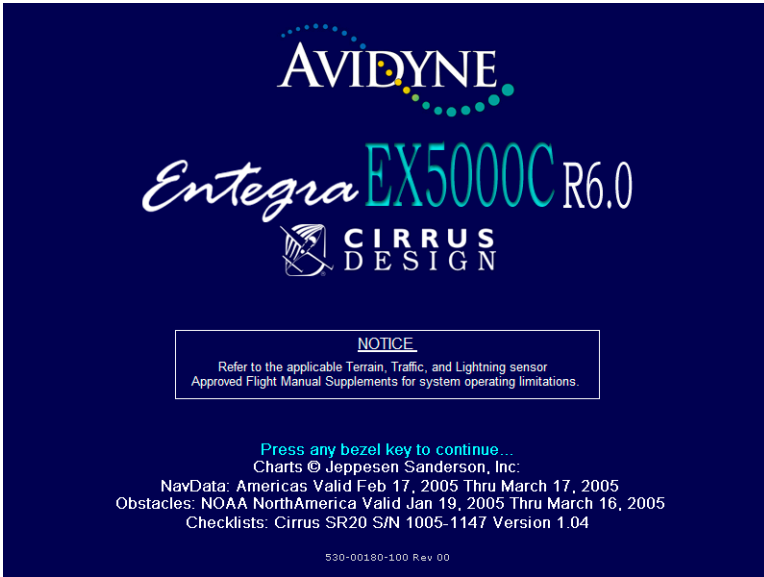 AVIDYNE
Entegra EX5000C R6.0
CIRRUS
DESIGN
NOTICE
Refer to the applicable Terrain, Traffic, and Lightning sensor
Approved Flight Manual Supplements for system operating limitations.
Press any bezel key to continue...
Charts © Jeppesen Sanderson, Inc:
NavData: Americas Valid Feb 17, 2005 Thru March 17, 2005
Obstacles: NOAA NorthAmerica Valid Jan 19, 2005 Thru March 16, 2005
Checklists: Cirrus SR20 S/N 1005-1147 Version 1.04
530-00180-100 Rev 00